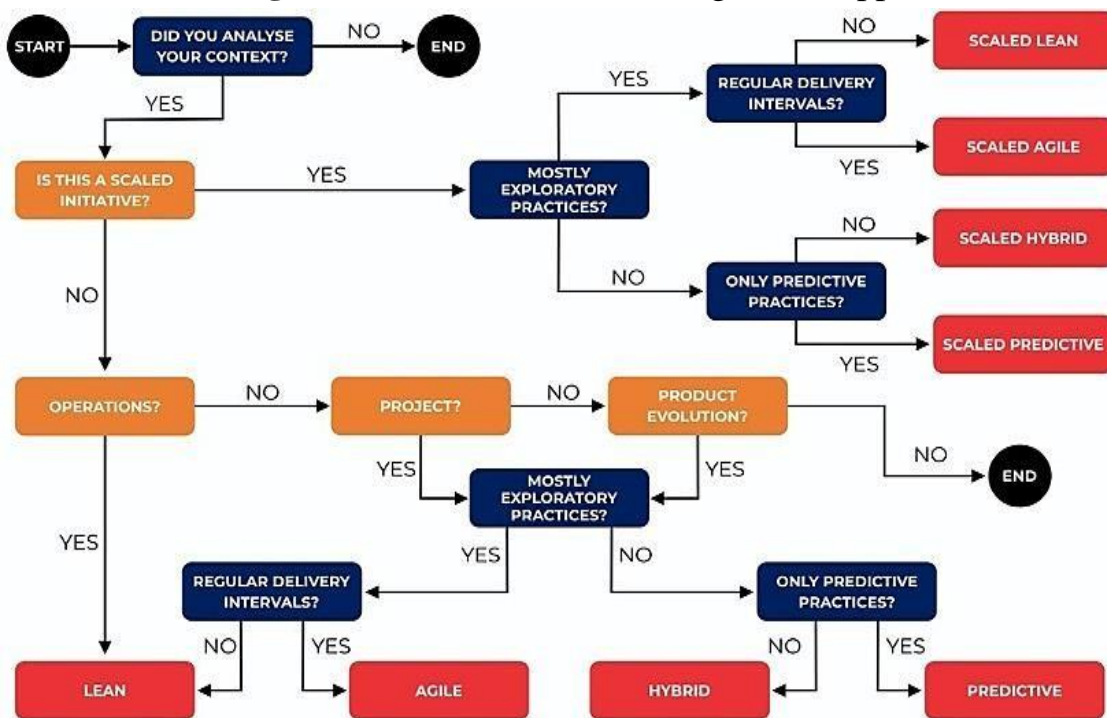 START
DID YOU ANALYSE
YOUR CONTEXT?
NO
END
YES
NO
SCALED LEAN
YES
REGULAR DELIVERY
INTERVALS?
YES
SCALED AGILE
IS THIS A SCALED
INITIATIVE?
YES
MOSTLY
EXPLORATORY
PRACTICES?
NO
SCALED HYBRID
NO
ONLY PREDICTIVE
PRACTICES?
YES
SCALED PREDICTIVE
NO
OPERATIONS?
NO
PROJECT?
NO
PRODUCT
EVOLUTION?
NO
END
YES
YES
MOSTLY
EXPLORATORY
PRACTICES?
YES
YES
NO
REGULAR DELIVERY
INTERVALS?
ONLY PREDICTIVE
PRACTICES?
NO
YES
NO
YES
LEAN
AGILE
HYBRID
PREDICTIVE